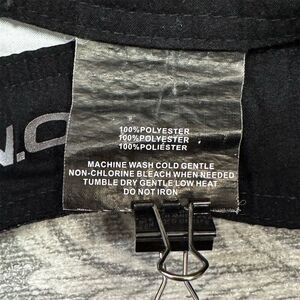 100%POLYESTER
100%POLYESTER
100%POLIÉSTER
MACHINE WASH COLD GENTLE
NON-CHLORINE BLEACH WHEN NEEDED
TUMBLE DRY GENTLE LOW HEAT
DO NOT IRON